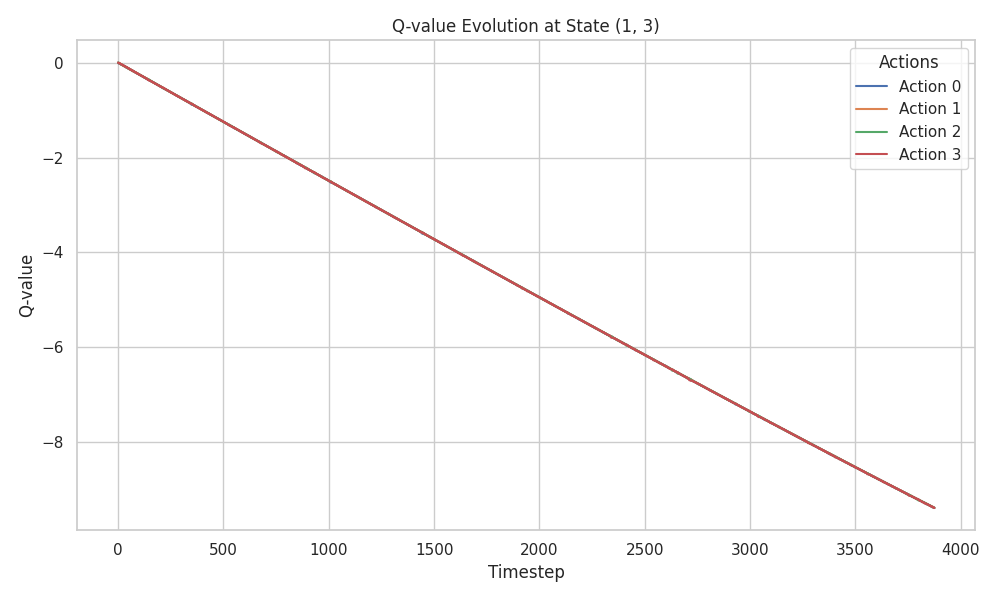 Q-value Evolution at State (1, 3)
Actions
Action 0
Action 1
Action 2
Action 3
Q-value
0
−2
−4
−6
−8
0 500 1000 1500 2000 2500 3000 3500 4000
Timestep